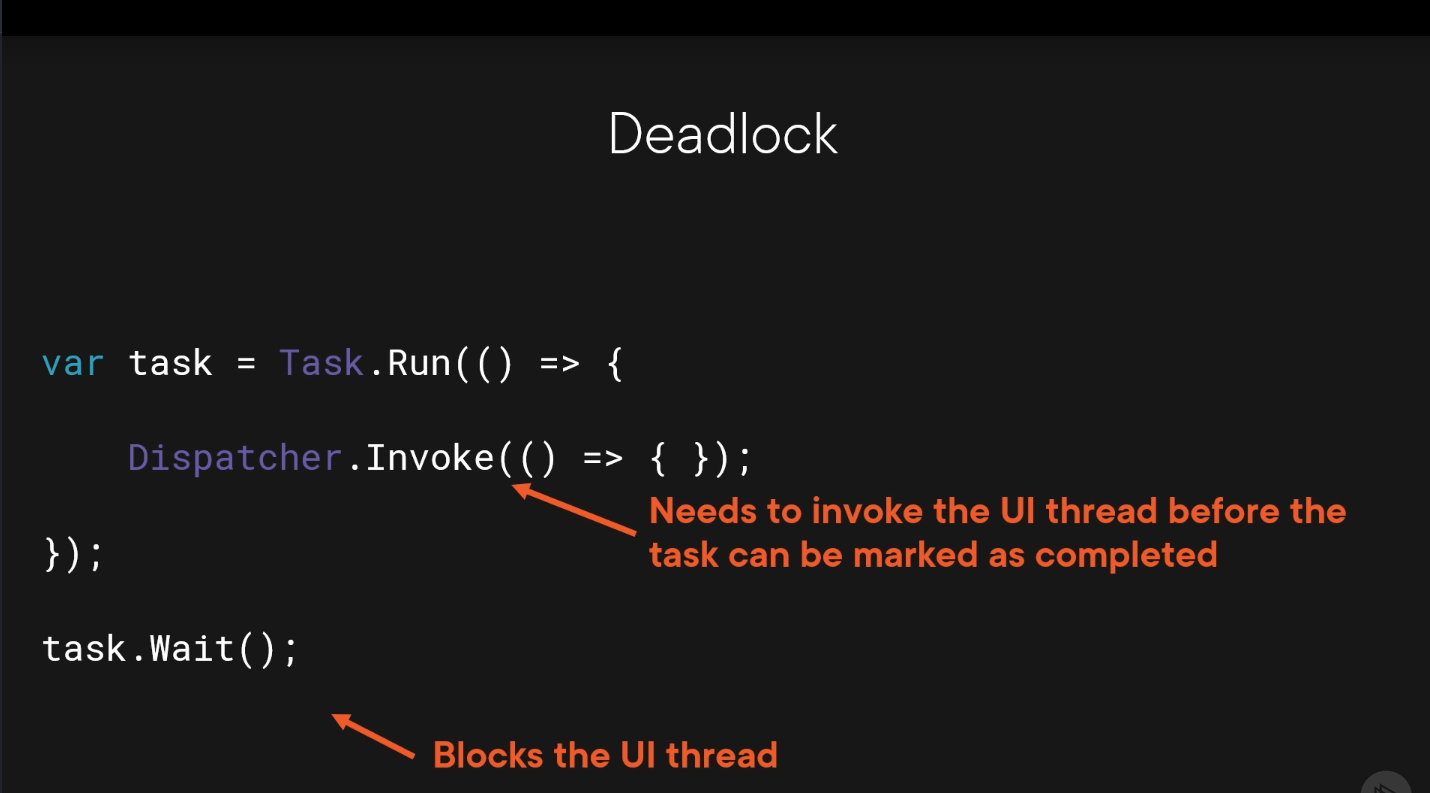 Deadlock
var task = Task.Run(() => {
Dispatcher.Invoke(() => { });
Needs to invoke the UI thread before the
task can be marked as completed
});
task.Wait();
Blocks the UI thread